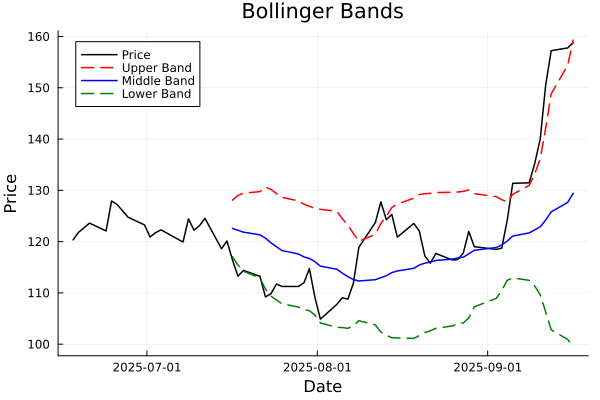 Bollinger Bands
Price
Upper Band
Middle Band
Lower Band
160
150
140
130
120
110
100
Price
2025-07-01 2025-08-01 2025-09-01
Date